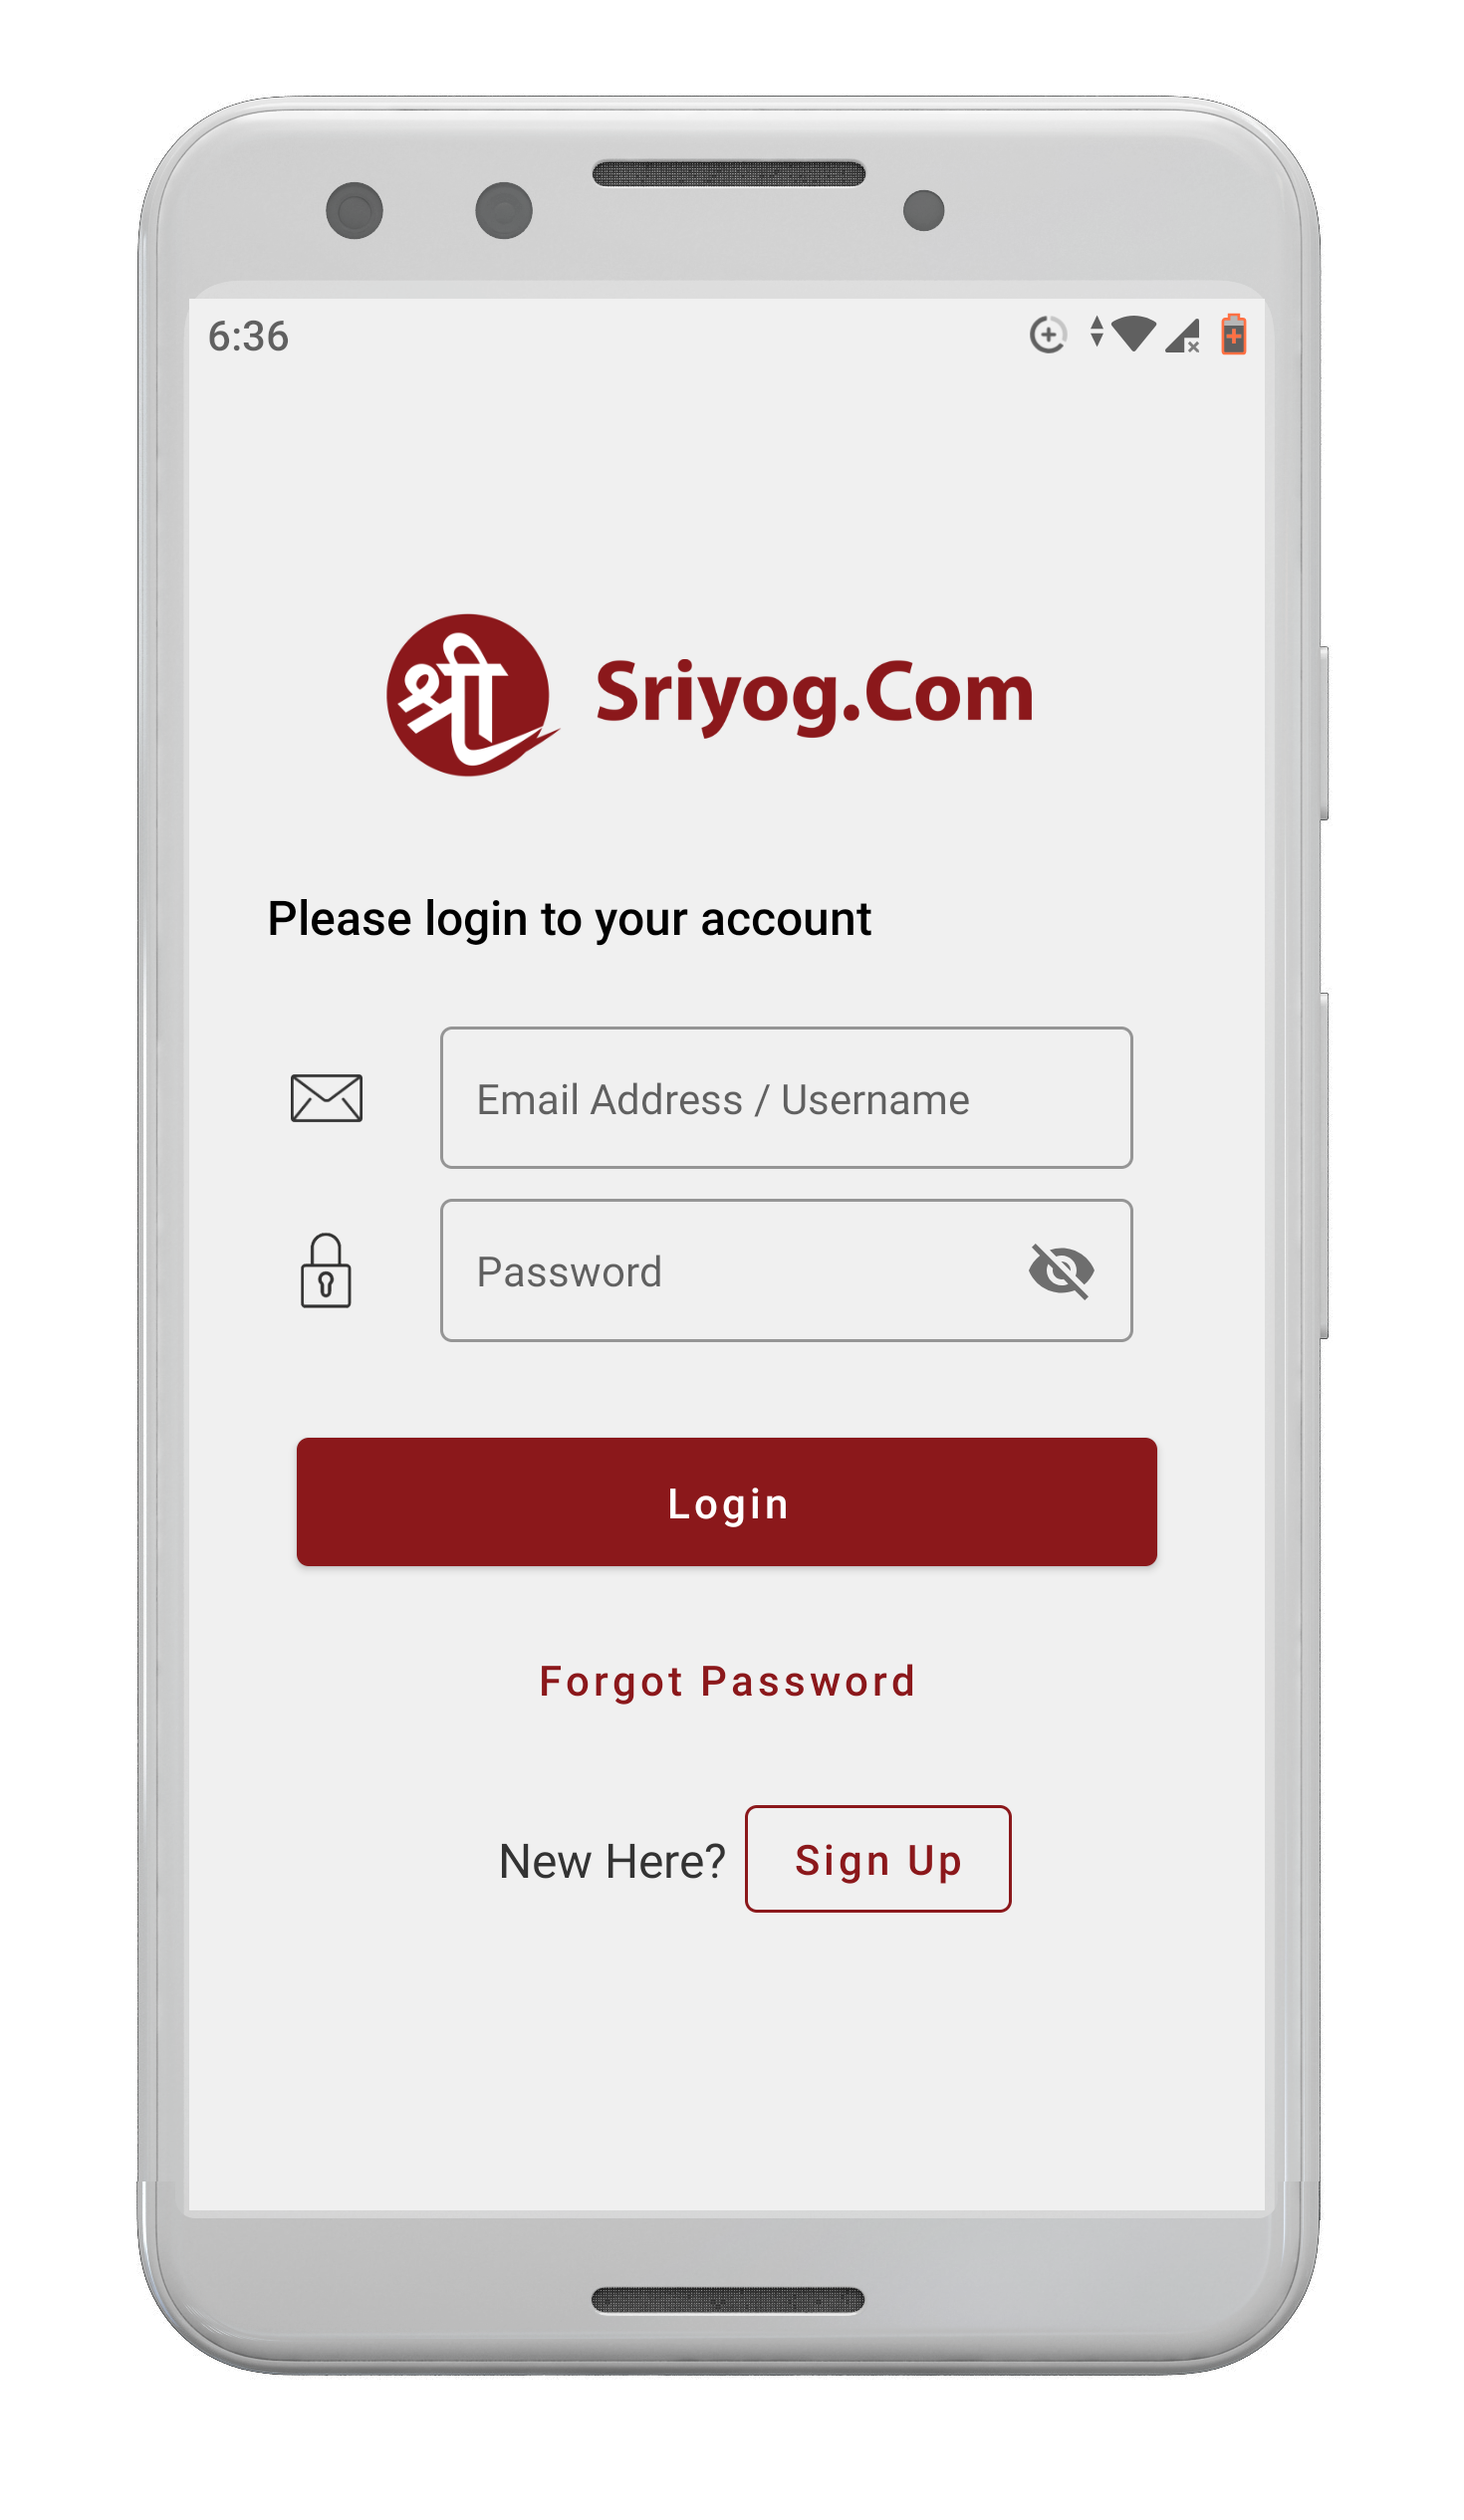 6:36
श्री Sriyog.Com
Please login to your account
Email Address / Username
Password
Login
Forgot Password
New Here? Sign Up